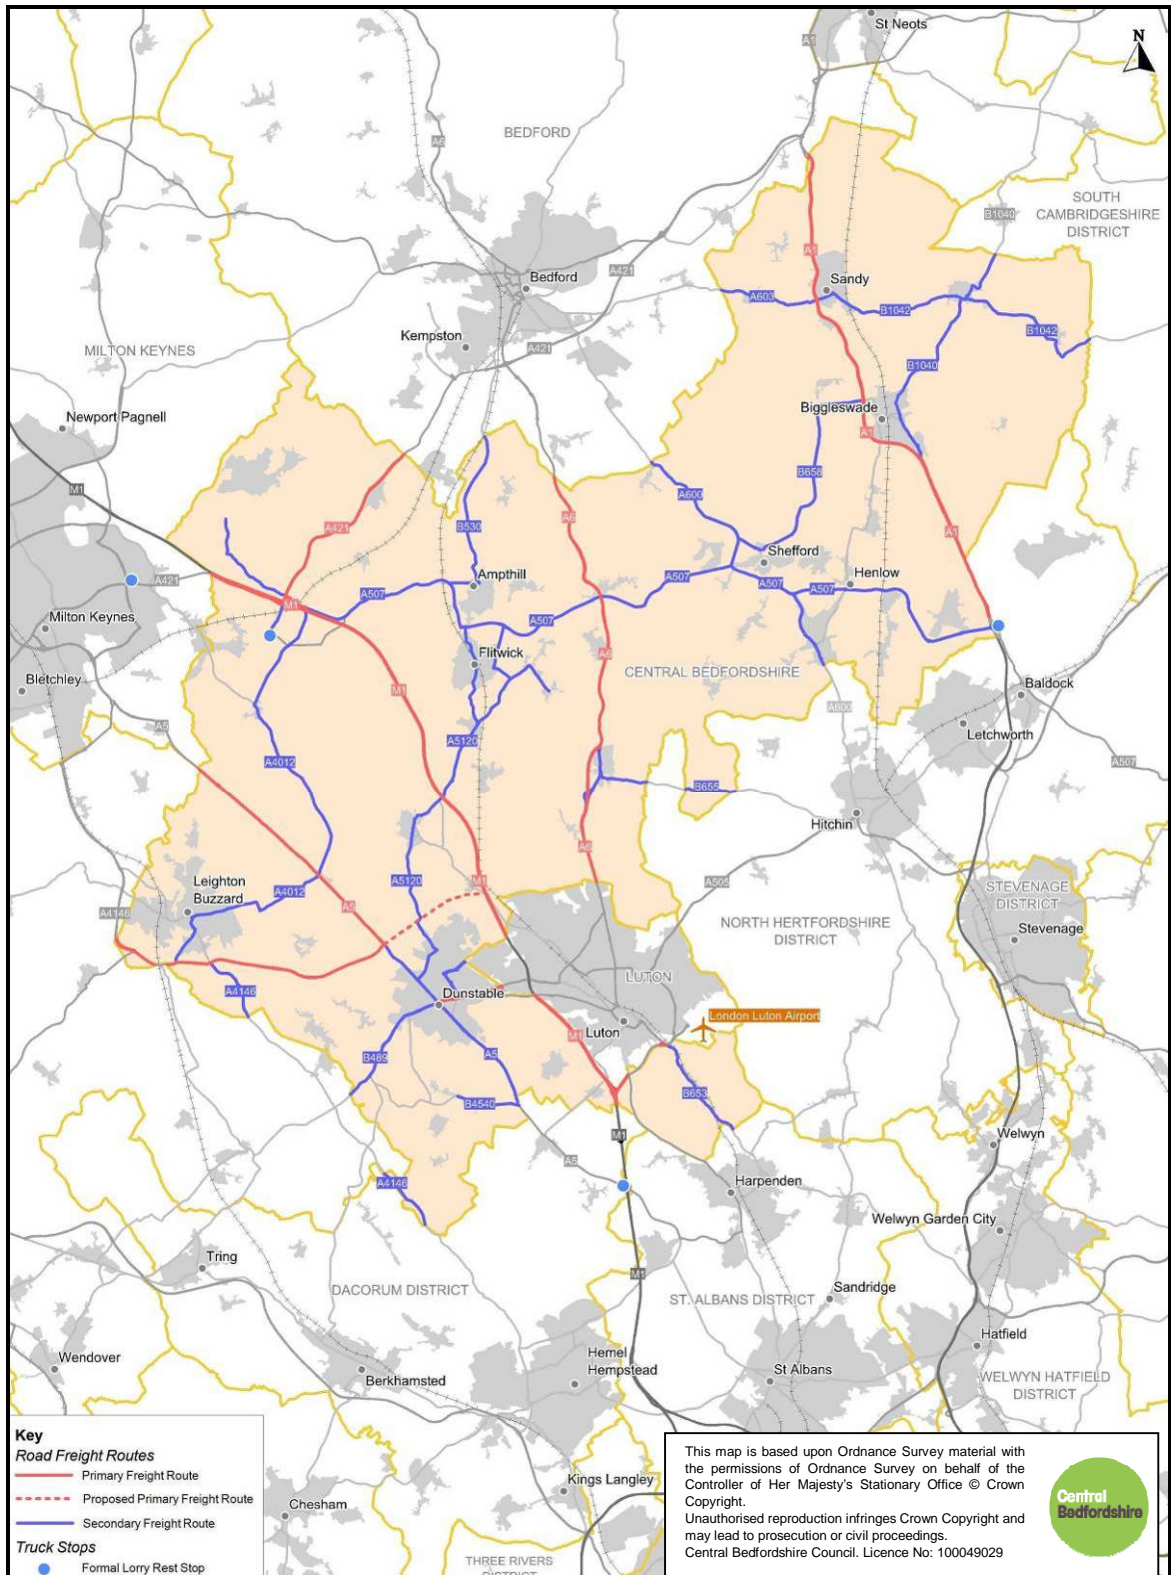 St Neots
A1
N
A6
BEDFORD
SOUTH
CAMBRIDGESHIRE
DISTRICT
B1040
A1
A421
Bedford
Sandy
A603
B1042
B1042
Kempston
A421
MILTON KEYNES
B1040
Newport Pagnell
Biggleswade
A1
B658
M1
A600
A6
A421
B530
A1
Shefford
A421
Ampthill
A507
A507
A507
Henlow
A507
M1
Milton Keynes
A507
Flitwick
A6
CENTRAL BEDFORDSHIRE
Bletchley
M1
Baldock
A600
A5
Letchworth
A5120
A4012
A507
B655
Hitchin
A6
Leighton
Buzzard
A4012
A5120
M1
A505
STEVENAGE
DISTRICT
A4146
A5
NORTH HERTFORDSHIRE
DISTRICT
Stevenage
LUTON
A4146
Dunstable
London Luton Airport
Luton
M1
B489
A5
B653
B4540
M1
Welwyn
A5
A4146
Harpenden
Welwyn Garden City
Tring
M1
DACORUM DISTRICT
ST. ALBANS DISTRICT
Sandridge
Hatfield
Wendover
Hemel
Hempstead
Berkhamsted
St Albans
WELWYN HATFIELD
DISTRICT
Kings Langley
Chesham
THREE RIVERS
DISTRICT
Key
Road Freight Routes
Primary Freight Route
Proposed Primary Freight Route
Secondary Freight Route
Truck Stops
Formal Lorry Rest Stop
This map is based upon Ordnance Survey material with
the permissions of Ordnance Survey on behalf of the
Controller of Her Majesty's Stationary Office © Crown
Copyright.
Unauthorised reproduction infringes Crown Copyright and
may lead to prosecution or civil proceedings.
Central Bedfordshire Council. Licence No: 100049029
Central
Bedfordshire